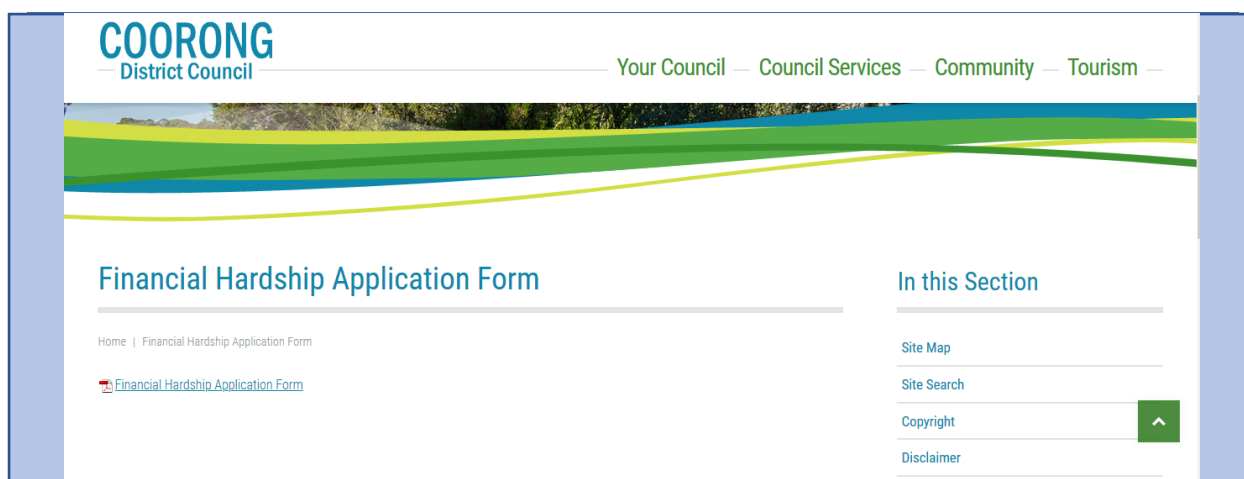 COORONG
District Council
Your Council
Council Services
Community
Tourism
Financial Hardship Application Form
Home | Financial Hardship Application Form
Financial Hardship Application Form
In this Section
Site Map
Site Search
Copyright
Disclaimer